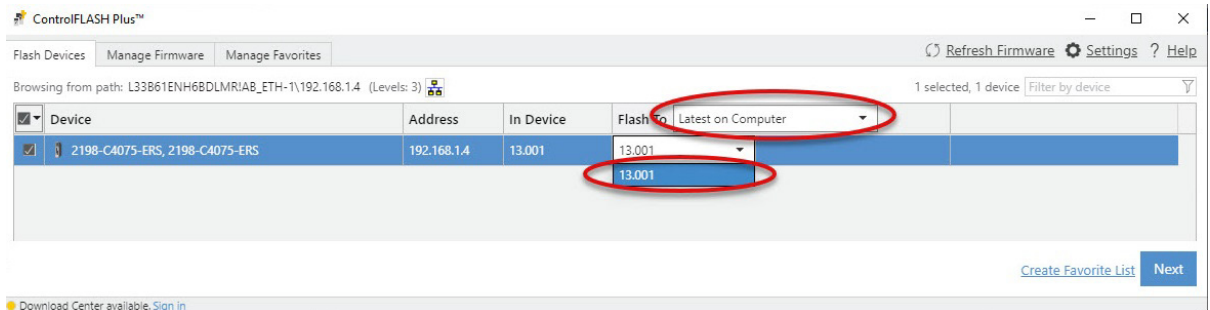 ControlFLASH Plus™
Flash Devices Manage Firmware Manage Favorites Refresh Firmware Settings ? Help
Browsing from path: L33B61ENH6BDLMR!AB_ETH-1\192.168.1.4 (Levels: 3) 1 selected, 1 device Filter by device
Device Address In Device Flash To Latest on Computer
2198-C4075-ERS, 2198-C4075-ERS 192.168.1.4 13.001 13.001
13.001
Create Favorite List Next
Download Center available. Sign in